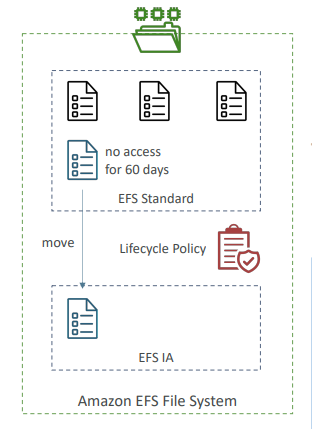 no access
for 60 days
EFS Standard
move
Lifecycle Policy
EFS IA
Amazon EFS File System